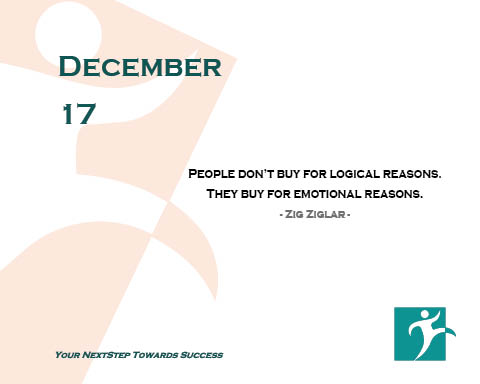 December
17
People don't buy for logical reasons.
They buy for emotional reasons.
- Zig Ziglar -
Your NextStep Towards Success